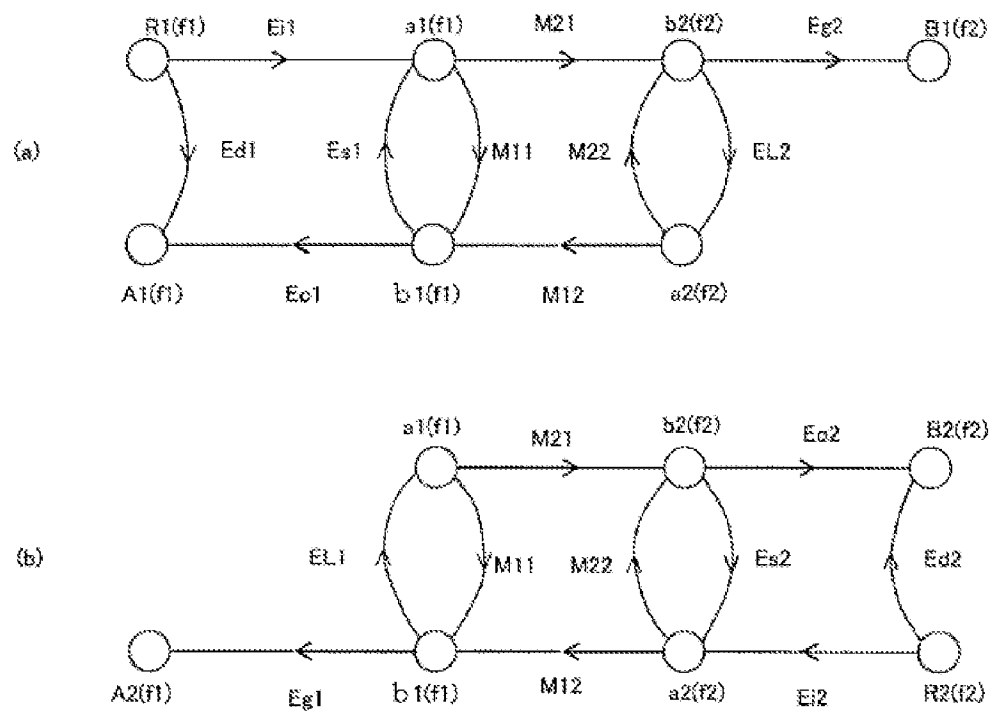 R1(f1) Ei1 a1(f1) M21 b2(f2) Eg2 B1(f2)
(a) Ed1 Es1 M11 M22 EL2
A1(f1) Eo1 b1(f1) M12 a2(f2)
a1(f1) M21 b2(f2) Eo2 B2(f2)
(b) EL1 M11 M22 Es2 Ed2
A2(f1) Eg1 b1(f1) M12 a2(f2) Ei2 R2(f2)